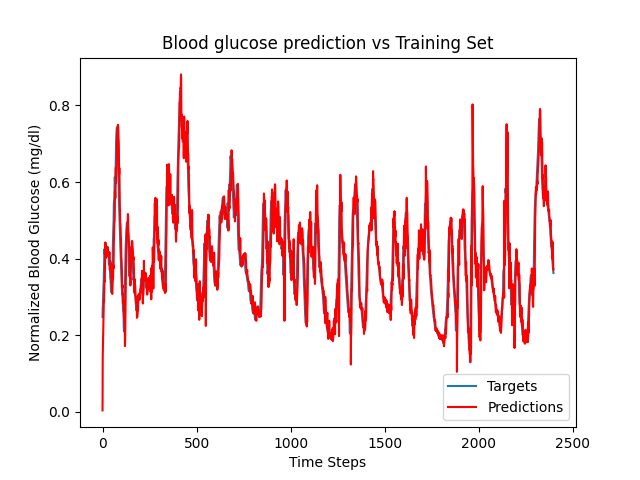 Blood glucose prediction vs Training Set
Normalized Blood Glucose (mg/dl)
0.8
0.6
0.4
0.2
0.0
Targets
Predictions
0 500 1000 1500 2000 2500
Time Steps